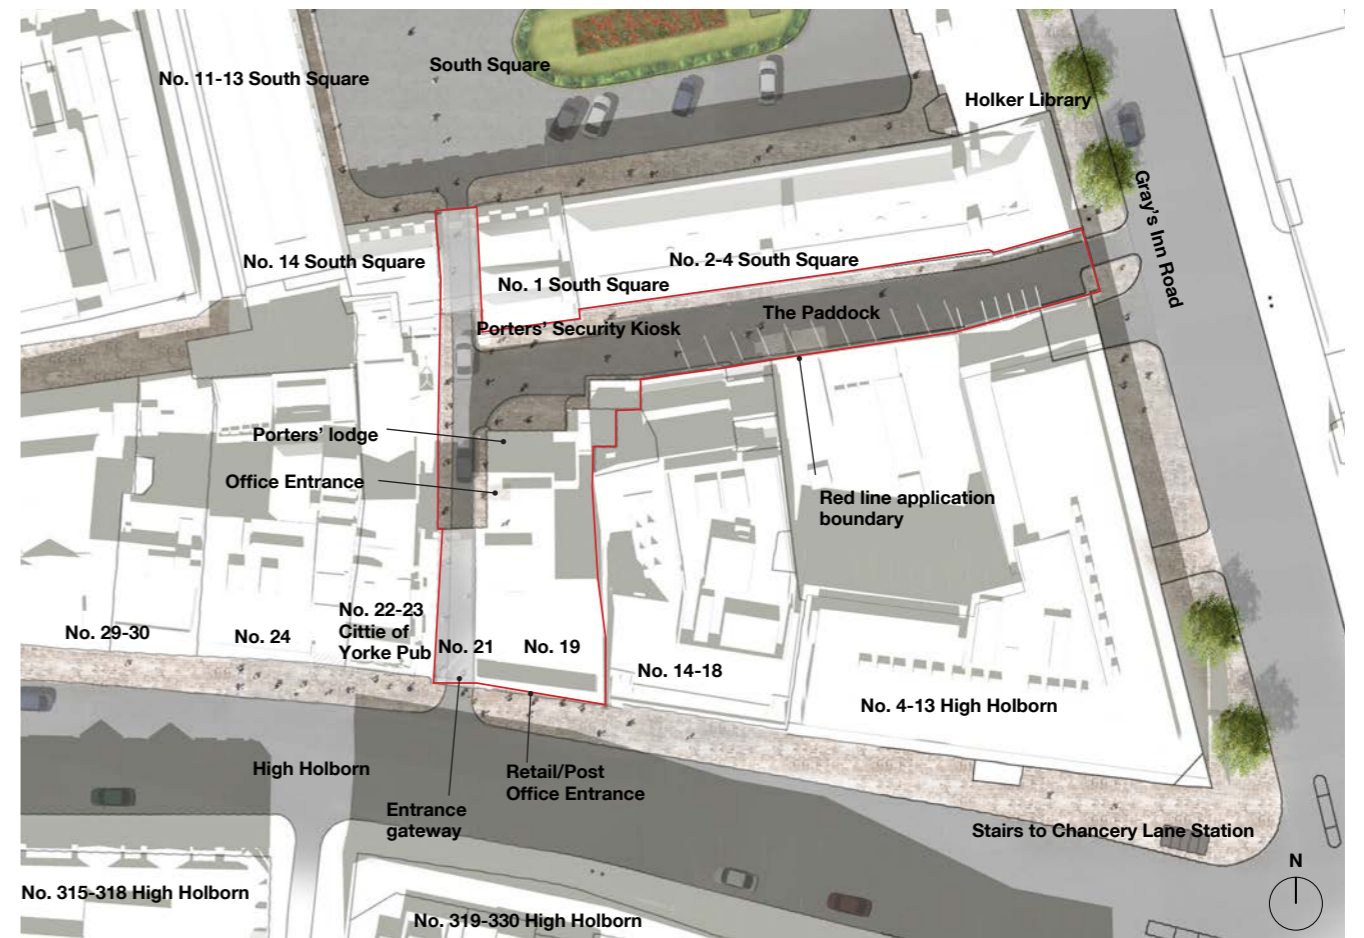 South Square
No. 11-13 South Square
Holker Library
Gray's Inn Road
No. 14 South Square
No. 2-4 South Square
No. 1 South Square
The Paddock
Porters' Security Kiosk
Porters' lodge
Office Entrance
Red line application
boundary
No. 22-23
Cittie of
Yorke Pub
No. 29-30
No. 24
No. 21
No. 19
No. 14-18
No. 4-13 High Holborn
High Holborn
Retail/Post
Office Entrance
Entrance
gateway
Stairs to Chancery Lane Station
N
No. 315-318 High Holborn
No. 319-330 High Holborn